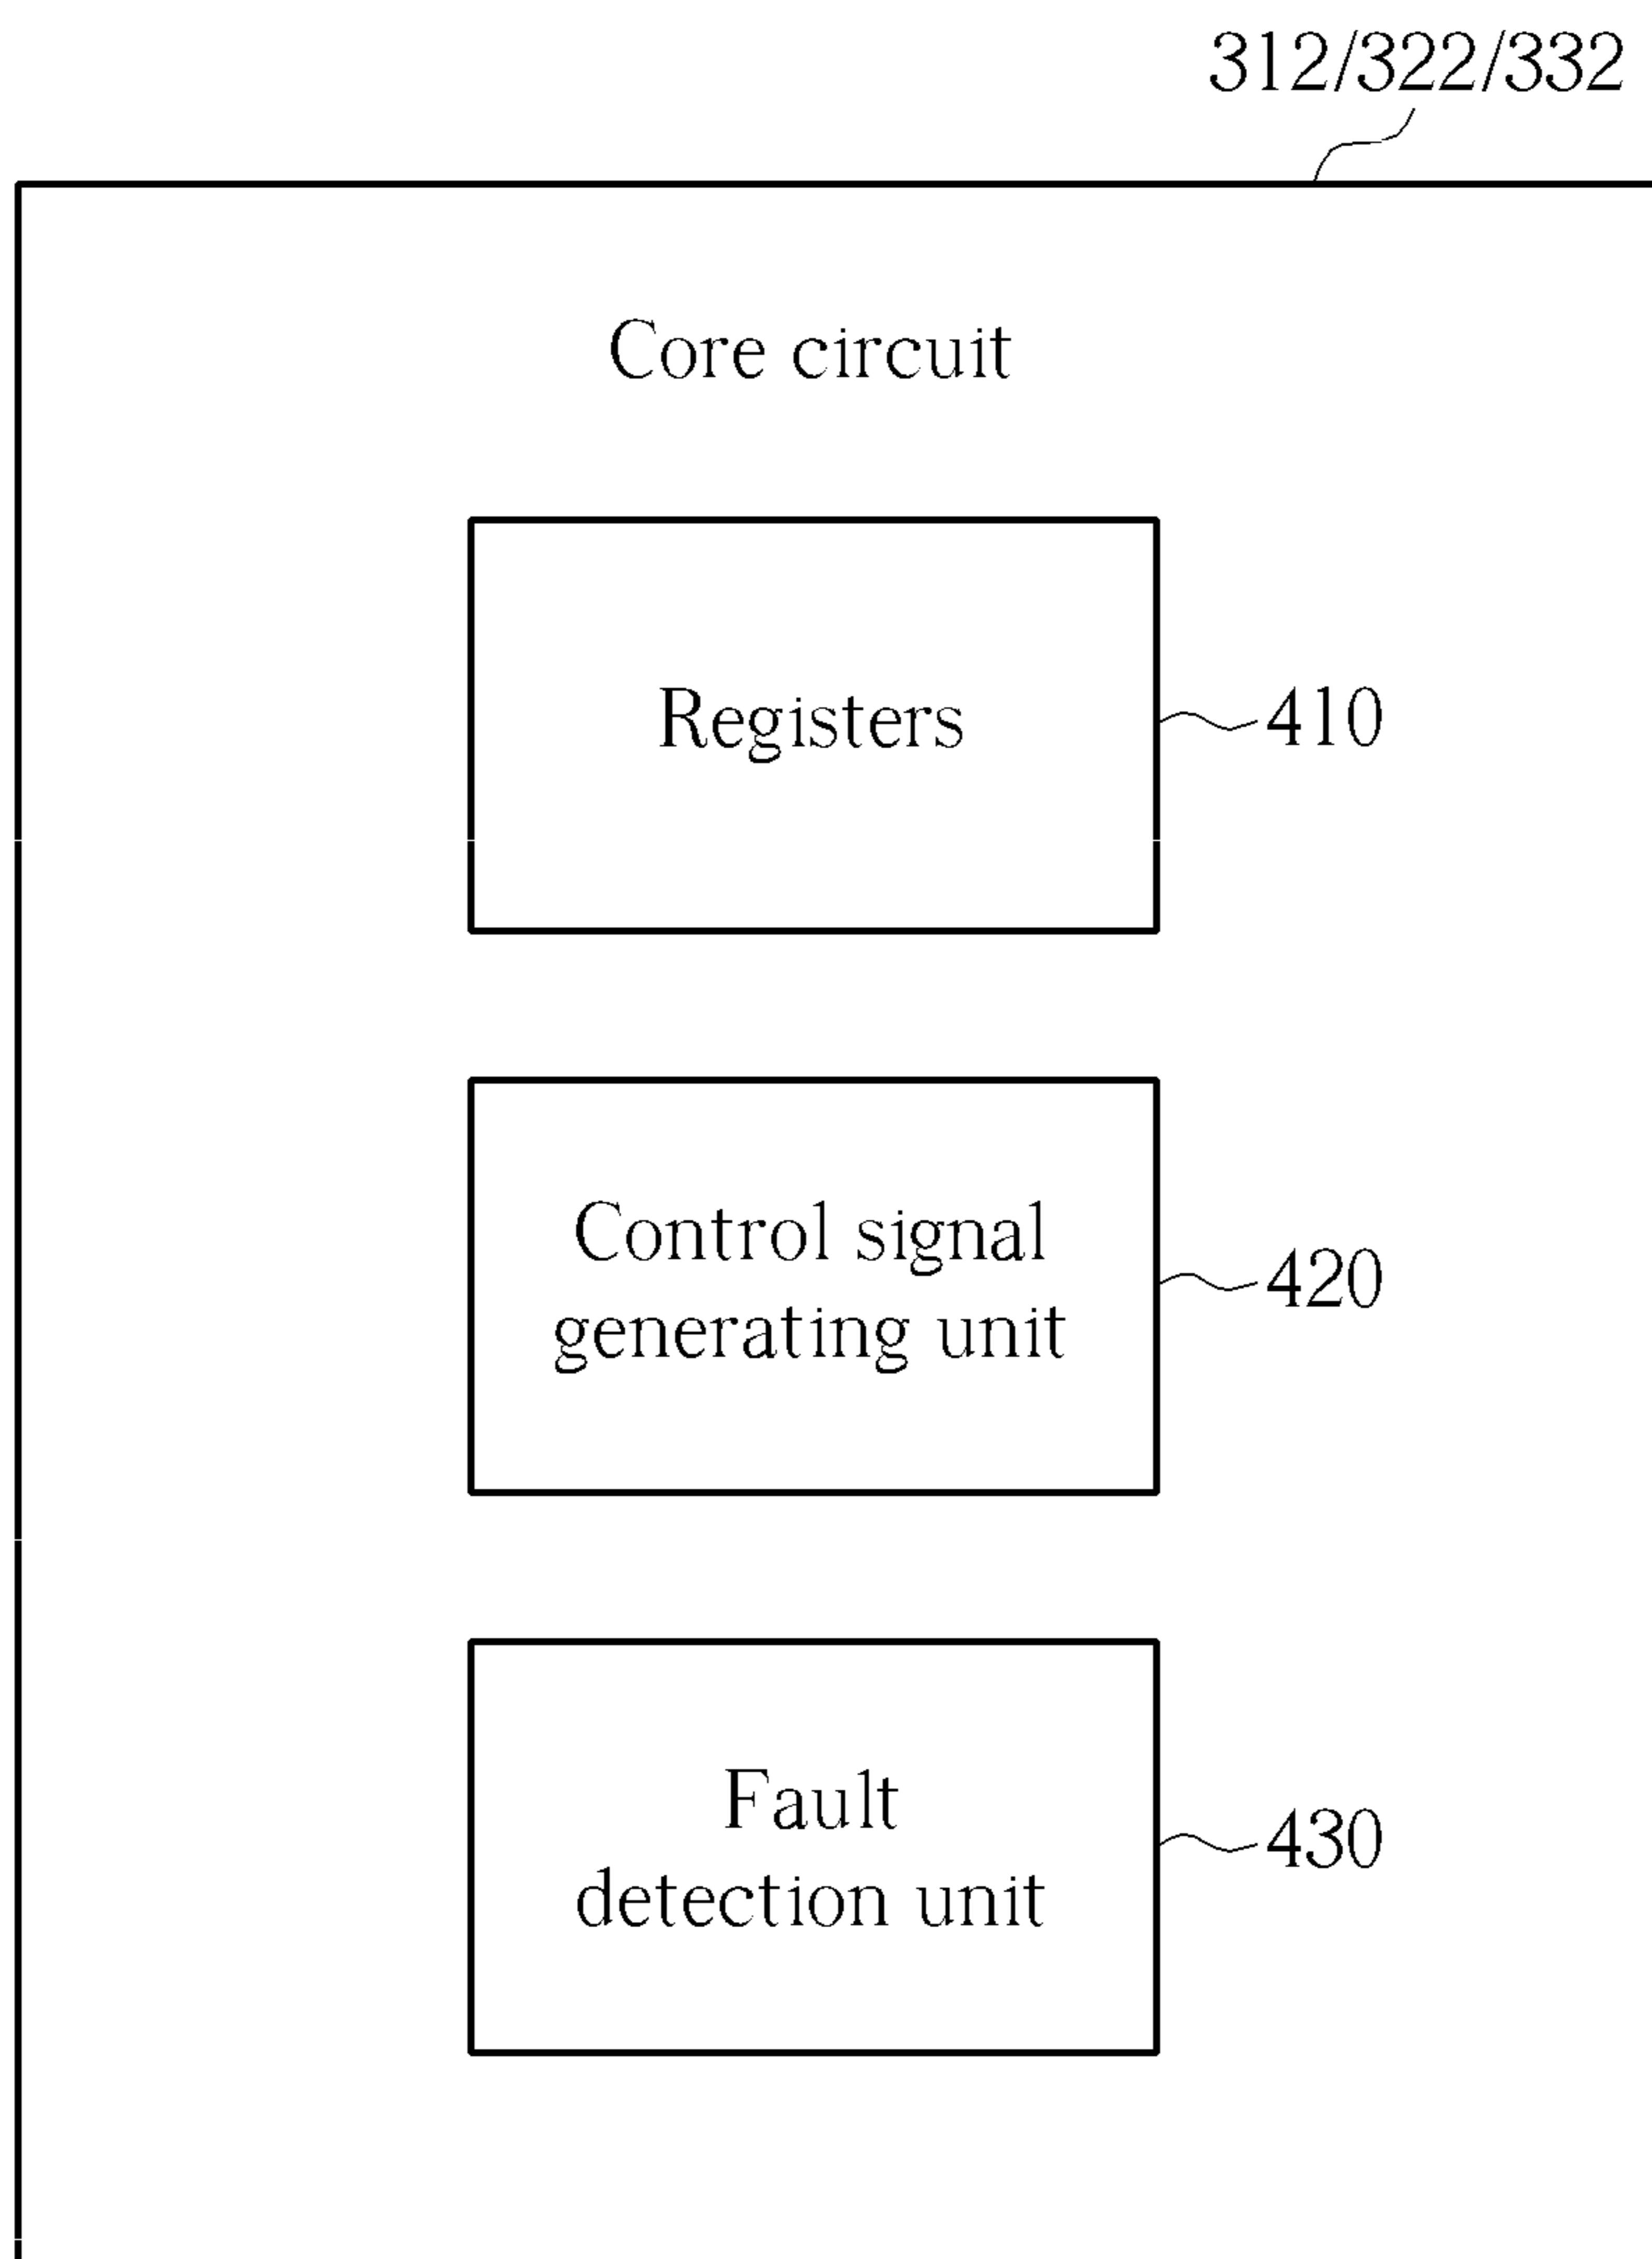 312/322/332
Core circuit
Registers
410
Control signal
generating unit
420
Fault
detection unit
430